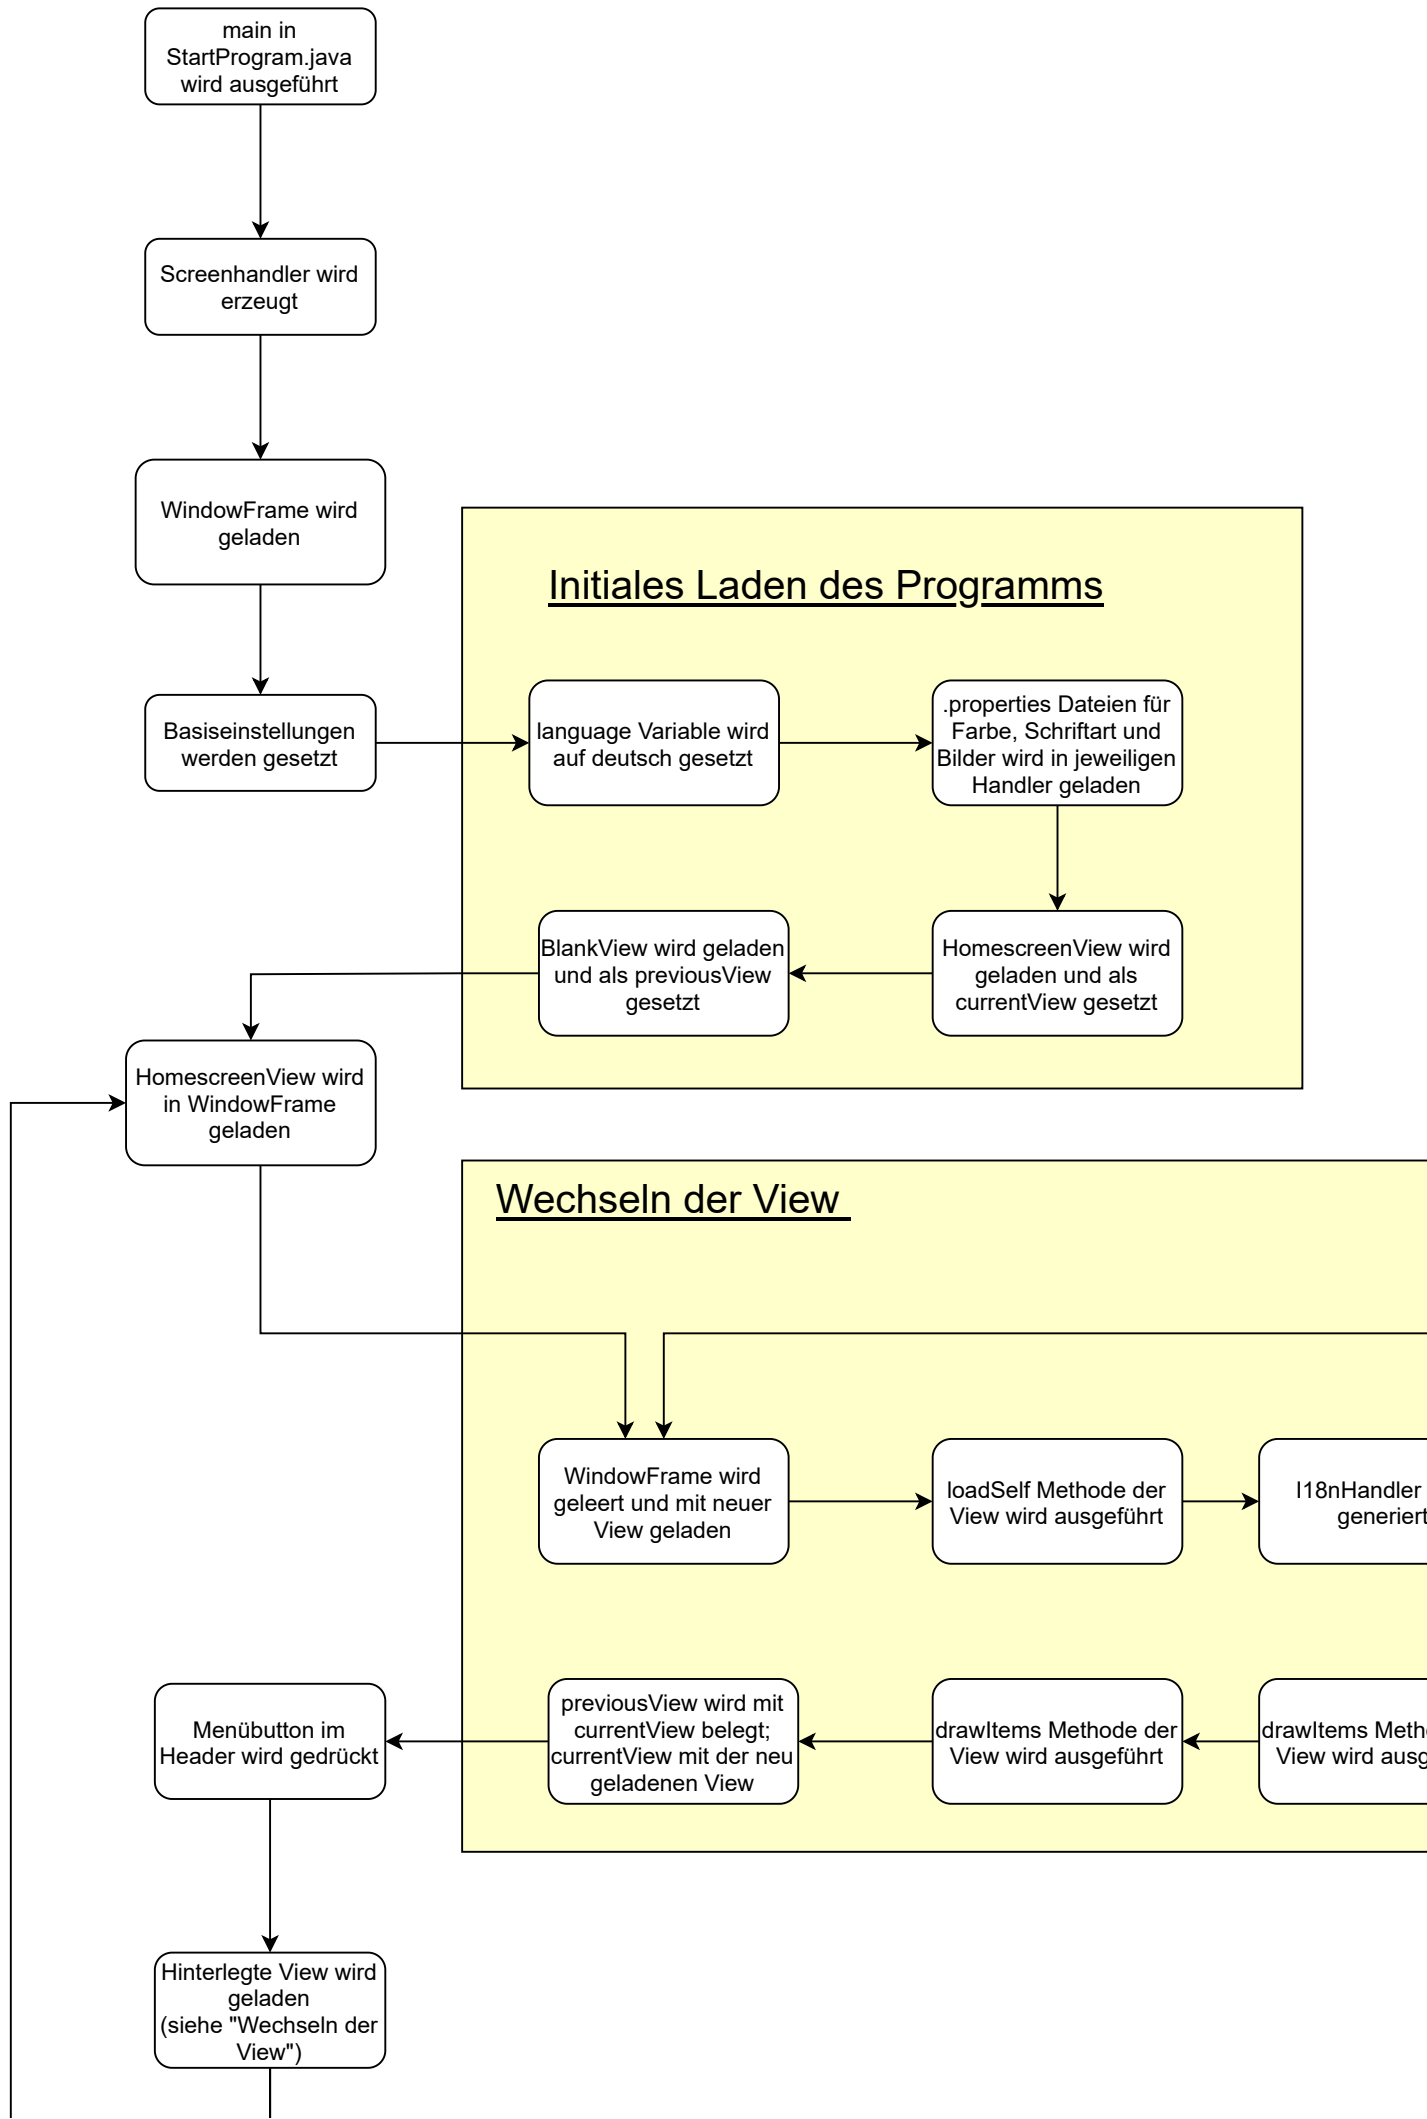 main in
StartProgram.java
wird ausgeführt
Screenhandler wird
erzeugt
WindowFrame wird
geladen
Initiales Laden des Programms
Basiseinstellungen
werden gesetzt
language Variable wird
auf deutsch gesetzt
.properties Dateien für
Farbe, Schriftart und
Bilder wird in jeweiligen
Handler geladen
BlankView wird geladen
und als previousView
gesetzt
HomescreenView wird
geladen und als
currentView gesetzt
HomescreenView wird
in WindowFrame
geladen
Wechseln der View
WindowFrame wird
geleert und mit neuer
View geladen
loadSelf Methode der
View wird ausgeführt
I18nHandler
generiert
Menübutton im
Header wird gedrückt
previousView wird mit
currentView belegt;
currentView mit der neu
geladenen View
drawItems Methode der
View wird ausgeführt
drawItems
View wird
Hinterlegte View wird
geladen
(siehe "Wechseln der
View")